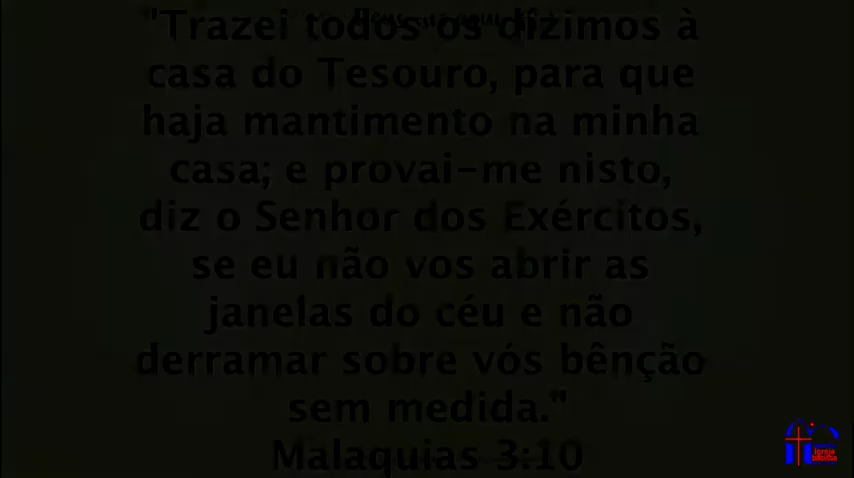 "Trazei todos os dízimos à
casa do Tesouro, para que
haja mantimento na minha
casa; e provai-me nisto,
diz o Senhor dos Exércitos,
se eu não vos abrir as
janelas do céu e não
derramar sobre vós bênção
sem medida."
Malaquias 3:10
Igreja